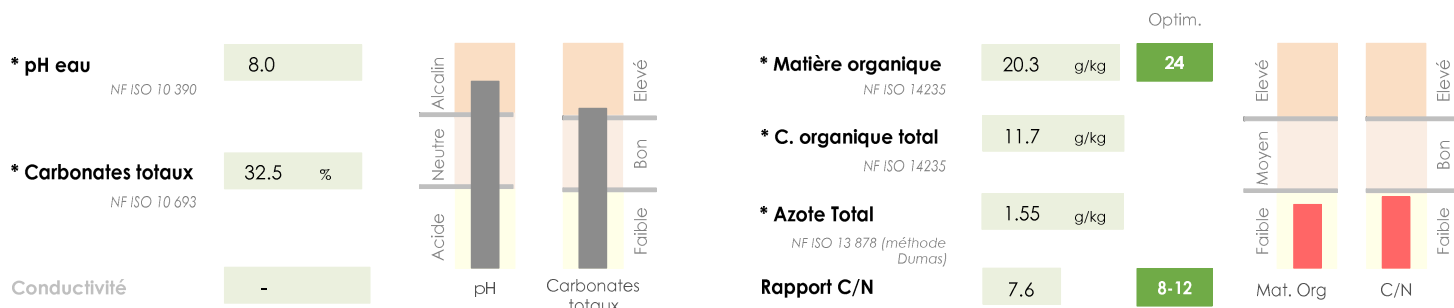 * pH eau
8.0
NF ISO 10 390
* Carbonates totaux
32.5 %
NF ISO 10 693
Conductivité
-
Alcalin
Neutre
Acide
Elevé
Bon
Faible
pH
Carbonates
totaux
Optim.
* Matière organique
20.3 g/kg
24
NF ISO 14235
* C. organique total
11.7 g/kg
NF ISO 14235
* Azote Total
1.55 g/kg
NF ISO 13 878 (méthode
Dumas)
Rapport C/N
7.6
8-12
Elevé
Moyen
Faible
Elevé
Bon
Faible
Mat. Org
C/N